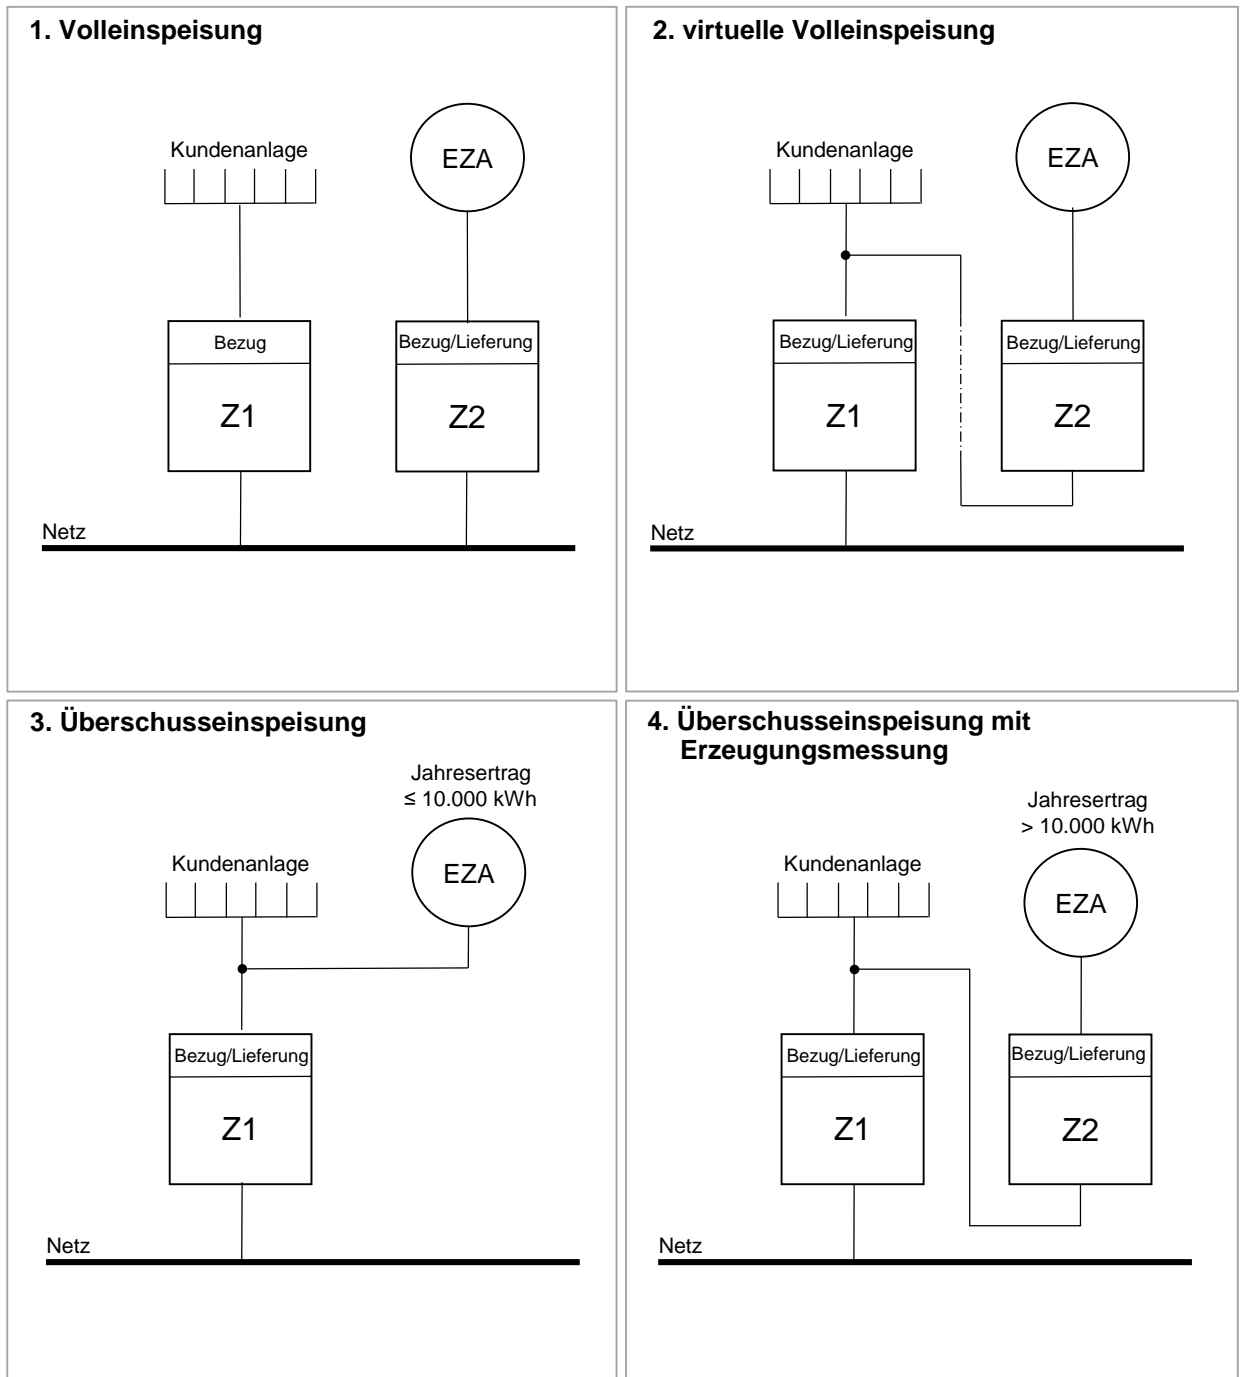 1. Volleinspeisung
Kundenanlage
EZA
Bezug
Bezug/Lieferung
Z1
Z2
Netz
2. virtuelle Volleinspeisung
Kundenanlage
EZA
Bezug/Lieferung
Bezug/Lieferung
Z1
Z2
Netz
3. Überschusseinspeisung
Jahresertrag
≤ 10.000 kWh
Kundenanlage
EZA
Bezug/Lieferung
Z1
Netz
4. Überschusseinspeisung mit
Erzeugungsmessung
Jahresertrag
> 10.000 kWh
Kundenanlage
EZA
Bezug/Lieferung
Bezug/Lieferung
Z1
Z2
Netz